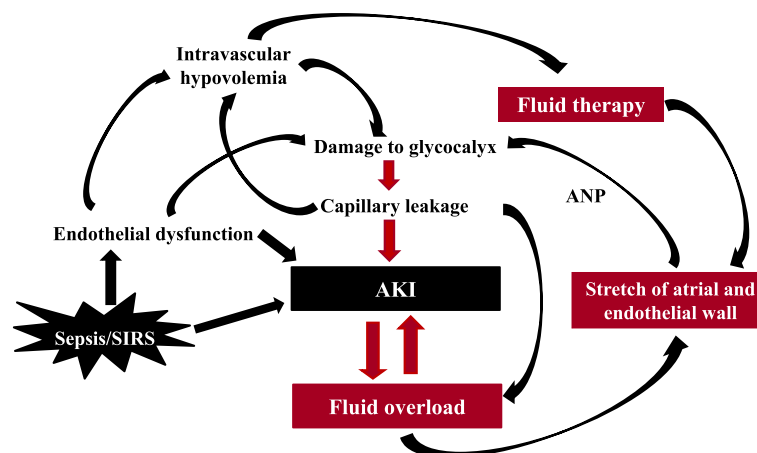 Intravascular
hypovolemia
Fluid therapy
Damage to glycocalyx
ANP
Capillary leakage
Endothelial dysfunction
AKI
Stretch of atrial and
endothelial wall
Sepsis/SIRS
Fluid overload